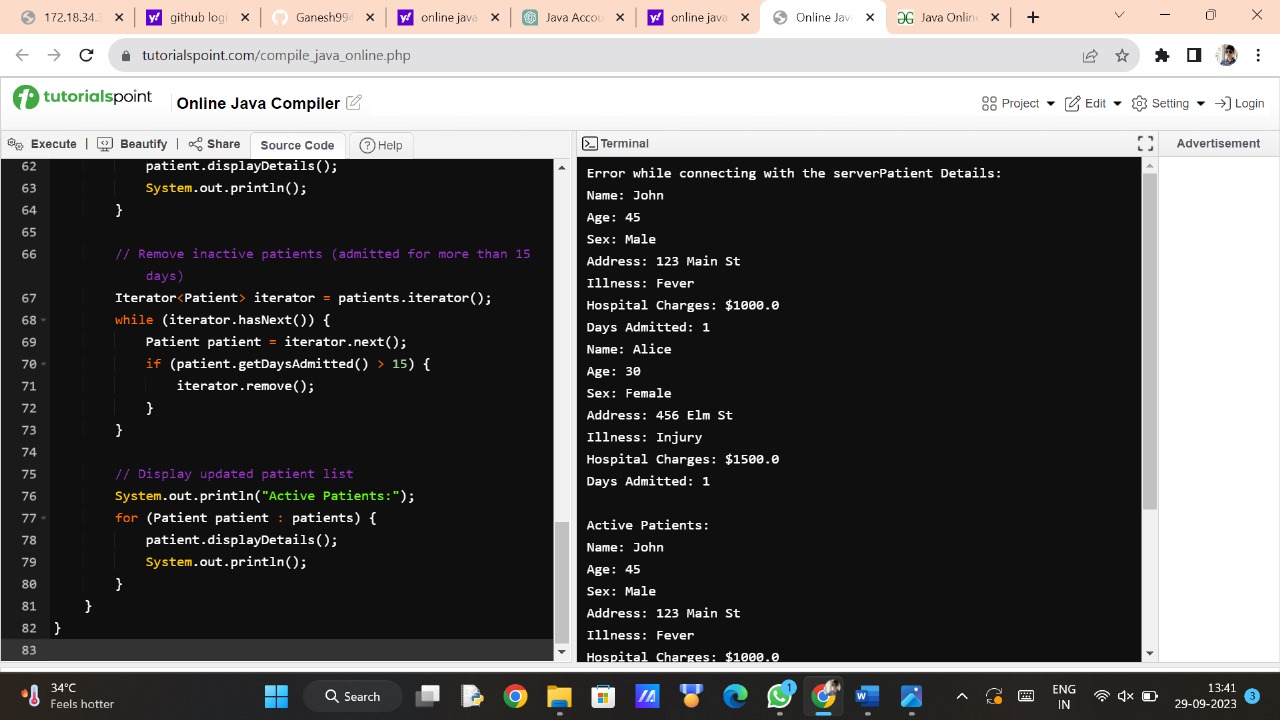 172.18.34.3
github logi
Ganesh994
online java
Java Accou
online java
Online Jav
Java Onlin
tutorialspoint.com/compile_java_online.php
tutorialspoint
Online Java Compiler
Project
Edit
Setting
Login
Execute
Beautify
Share
Source Code
Help
Terminal
Advertisement
62 patient.displayDetails();
63 System.out.println();
64 }
65
66 // Remove inactive patients (admitted for more than 15
days)
67 Iterator<Patient> iterator = patients.iterator();
68 while (iterator.hasNext()) {
69 Patient patient = iterator.next();
70 if (patient.getDaysAdmitted() > 15) {
71 iterator.remove();
72 }
73 }
74
75 // Display updated patient list
76 System.out.println("Active Patients:");
77 for (Patient patient : patients) {
78 patient.displayDetails();
79 System.out.println();
80 }
81 }
82 }
83
Error while connecting with the serverPatient Details:
Name: John
Age: 45
Sex: Male
Address: 123 Main St
Illness: Fever
Hospital Charges: $1000.0
Days Admitted: 1
Name: Alice
Age: 30
Sex: Female
Address: 456 Elm St
Illness: Injury
Hospital Charges: $1500.0
Days Admitted: 1
Active Patients:
Name: John
Age: 45
Sex: Male
Address: 123 Main St
Illness: Fever
Hospital Charges: $1000.0
34°C
Feels hotter
Search
1
ENG
IN
13:41
29-09-2023
3